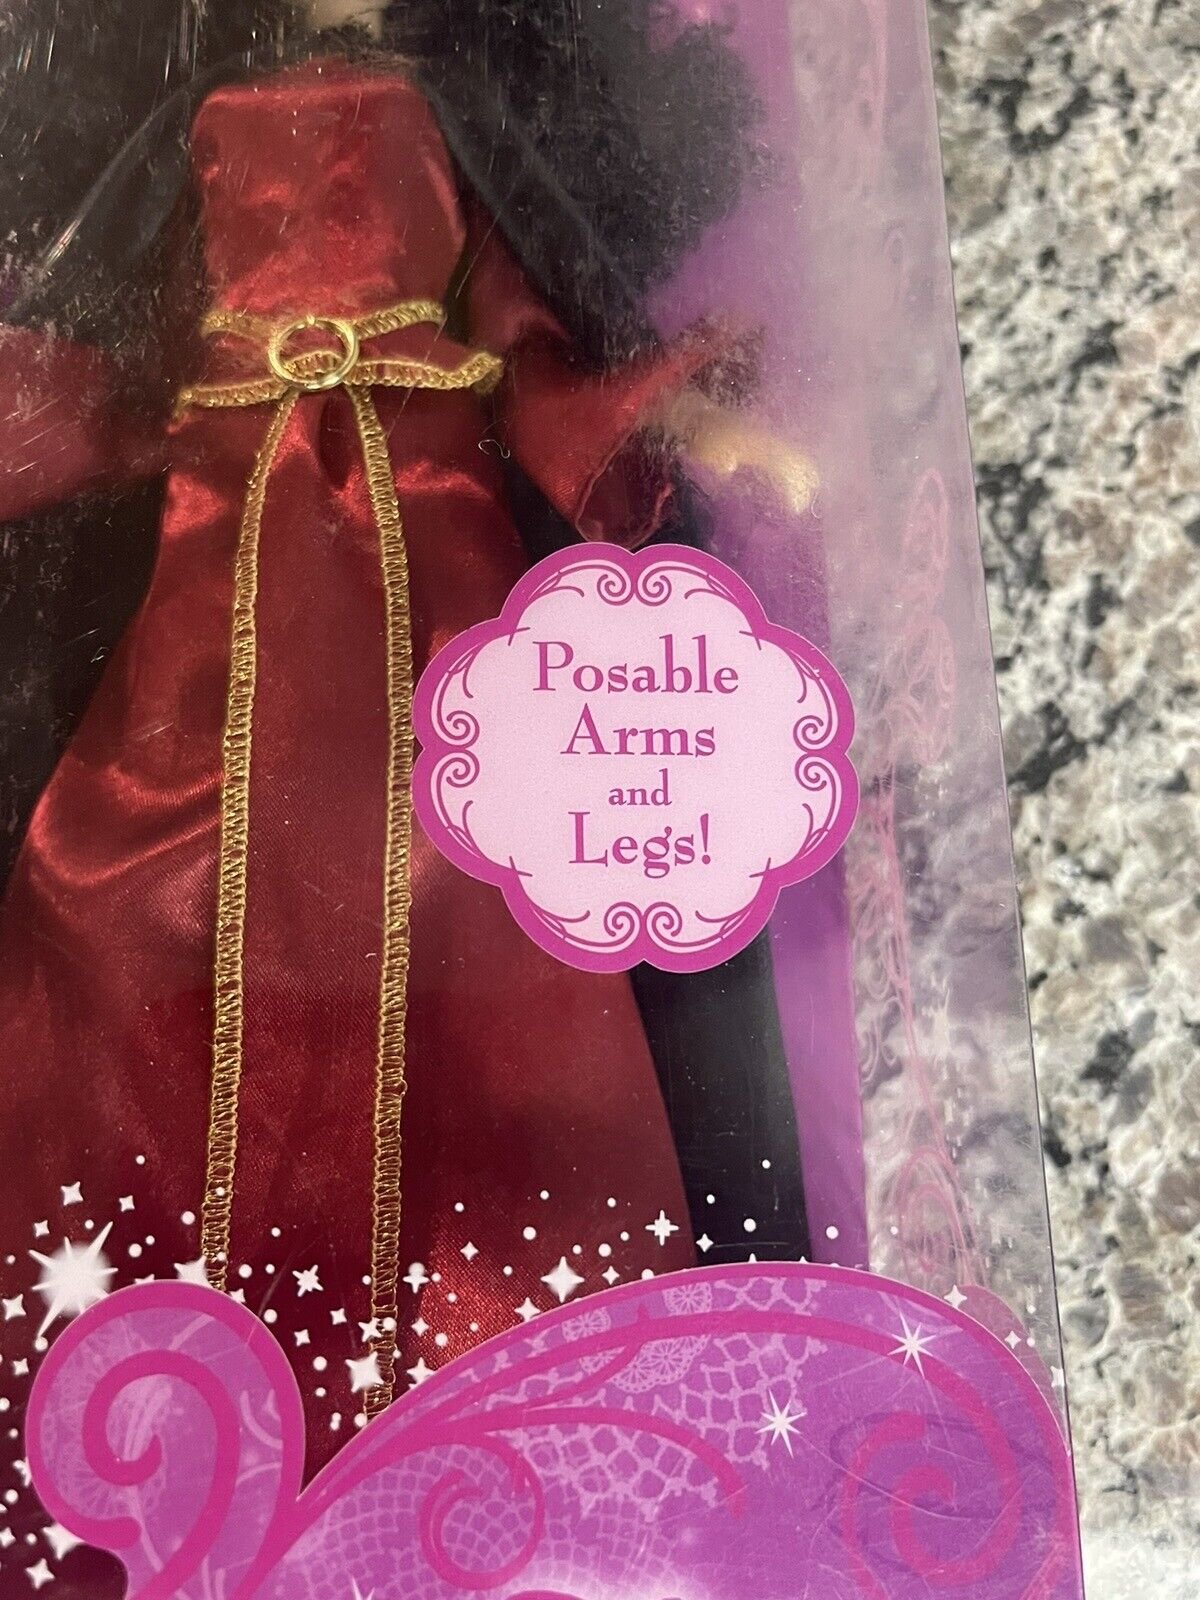 Posable
Arms
and
Legs!